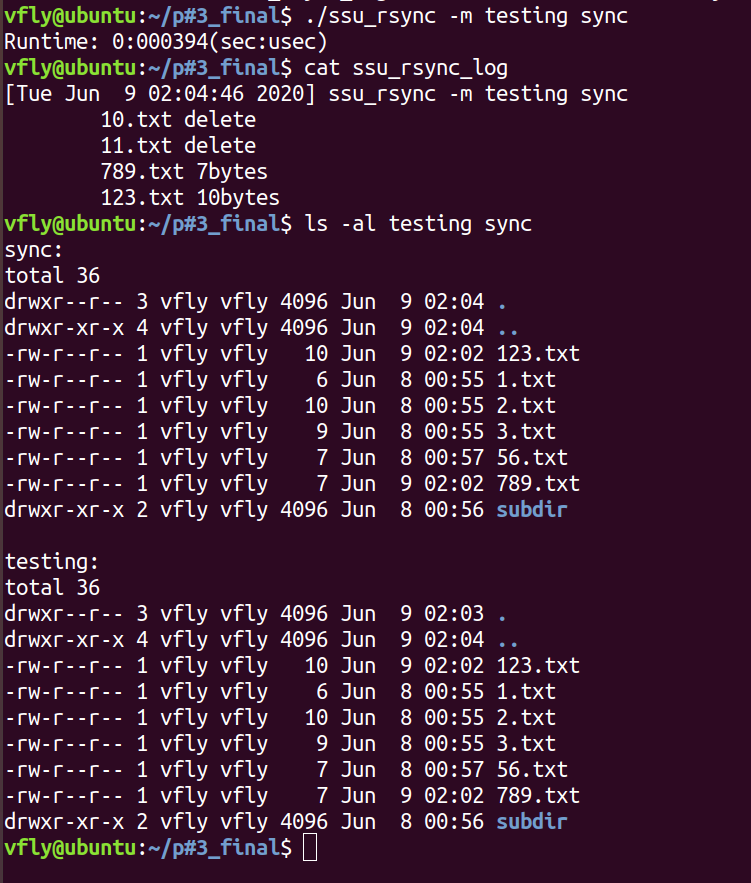 vfly@ubuntu:~/p#3_final$ ./ssu_rsync -m testing sync
Runtime: 0:000394(sec:usec)
vfly@ubuntu:~/p#3_final$ cat ssu_rsync_log
[Tue Jun  9 02:04:46 2020] ssu_rsync -m testing sync
        10.txt delete
        11.txt delete
        789.txt 7bytes
        123.txt 10bytes
vfly@ubuntu:~/p#3_final$ ls -al testing sync
sync:
total 36
drwxr--r-- 3 vfly vfly 4096 Jun  9 02:04 .
drwxr-xr-x 4 vfly vfly 4096 Jun  9 02:04 ..
-rw-r--r-- 1 vfly vfly   10 Jun  9 02:02 123.txt
-rw-r--r-- 1 vfly vfly    6 Jun  8 00:55 1.txt
-rw-r--r-- 1 vfly vfly   10 Jun  8 00:55 2.txt
-rw-r--r-- 1 vfly vfly    9 Jun  8 00:55 3.txt
-rw-r--r-- 1 vfly vfly    7 Jun  8 00:57 56.txt
-rw-r--r-- 1 vfly vfly    7 Jun  9 02:02 789.txt
drwxr-xr-x 2 vfly vfly 4096 Jun  8 00:56 subdir

testing:
total 36
drwxr--r-- 3 vfly vfly 4096 Jun  9 02:03 .
drwxr-xr-x 4 vfly vfly 4096 Jun  9 02:04 ..
-rw-r--r-- 1 vfly vfly   10 Jun  9 02:02 123.txt
-rw-r--r-- 1 vfly vfly    6 Jun  8 00:55 1.txt
-rw-r--r-- 1 vfly vfly   10 Jun  8 00:55 2.txt
-rw-r--r-- 1 vfly vfly    9 Jun  8 00:55 3.txt
-rw-r--r-- 1 vfly vfly    7 Jun  8 00:57 56.txt
-rw-r--r-- 1 vfly vfly    7 Jun  9 02:02 789.txt
drwxr-xr-x 2 vfly vfly 4096 Jun  8 00:56 subdir
vfly@ubuntu:~/p#3_final$